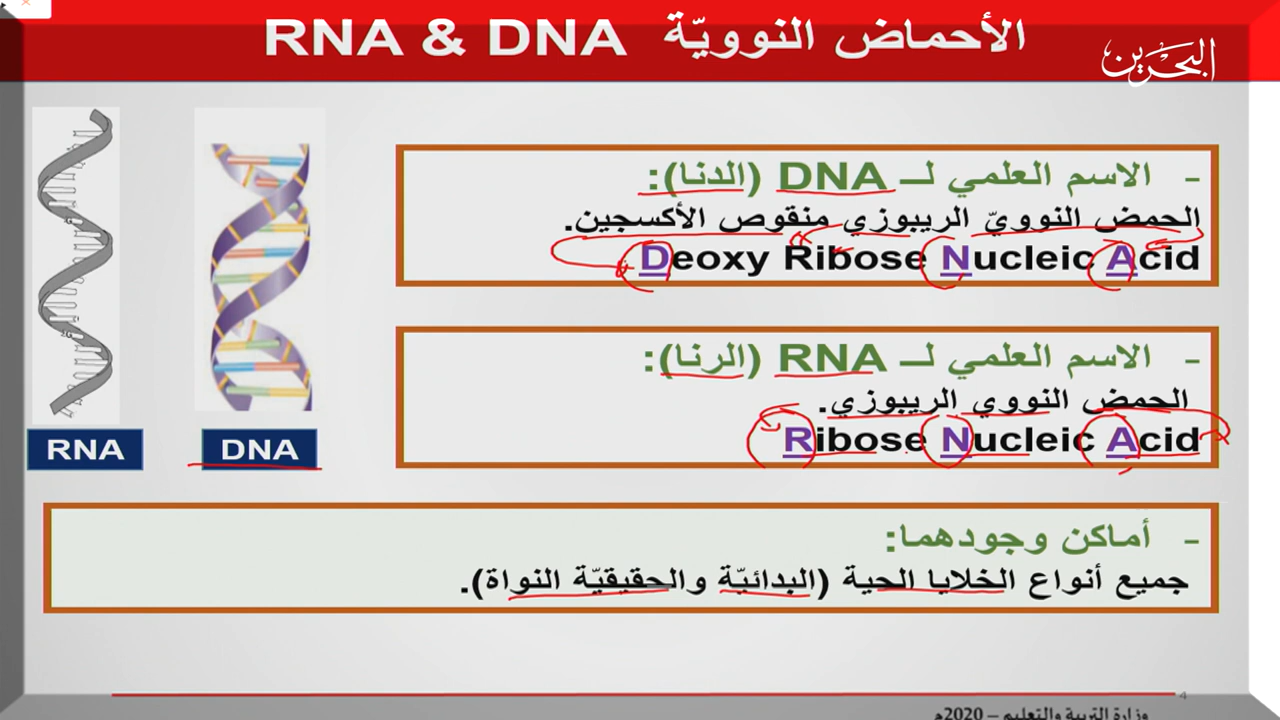 الأحماض النوويّة RNA & DNA
البحرين
- الاسم العلمي لـ DNA (الدنا):
الحمض النوويّ الريبوزي منقوص الأكسجين.
Deoxy Ribose Nucleic Acid
- الاسم العلمي لـ RNA (الرنا):
الحمض النووي الريبوزي.
Ribose Nucleic Acid
RNA
DNA
- أماكن وجودهما:
جميع أنواع الخلايا الحية (البدائيّة والحقيقيّة النواة).
4
وزارة التربية والتعليم – 2020م